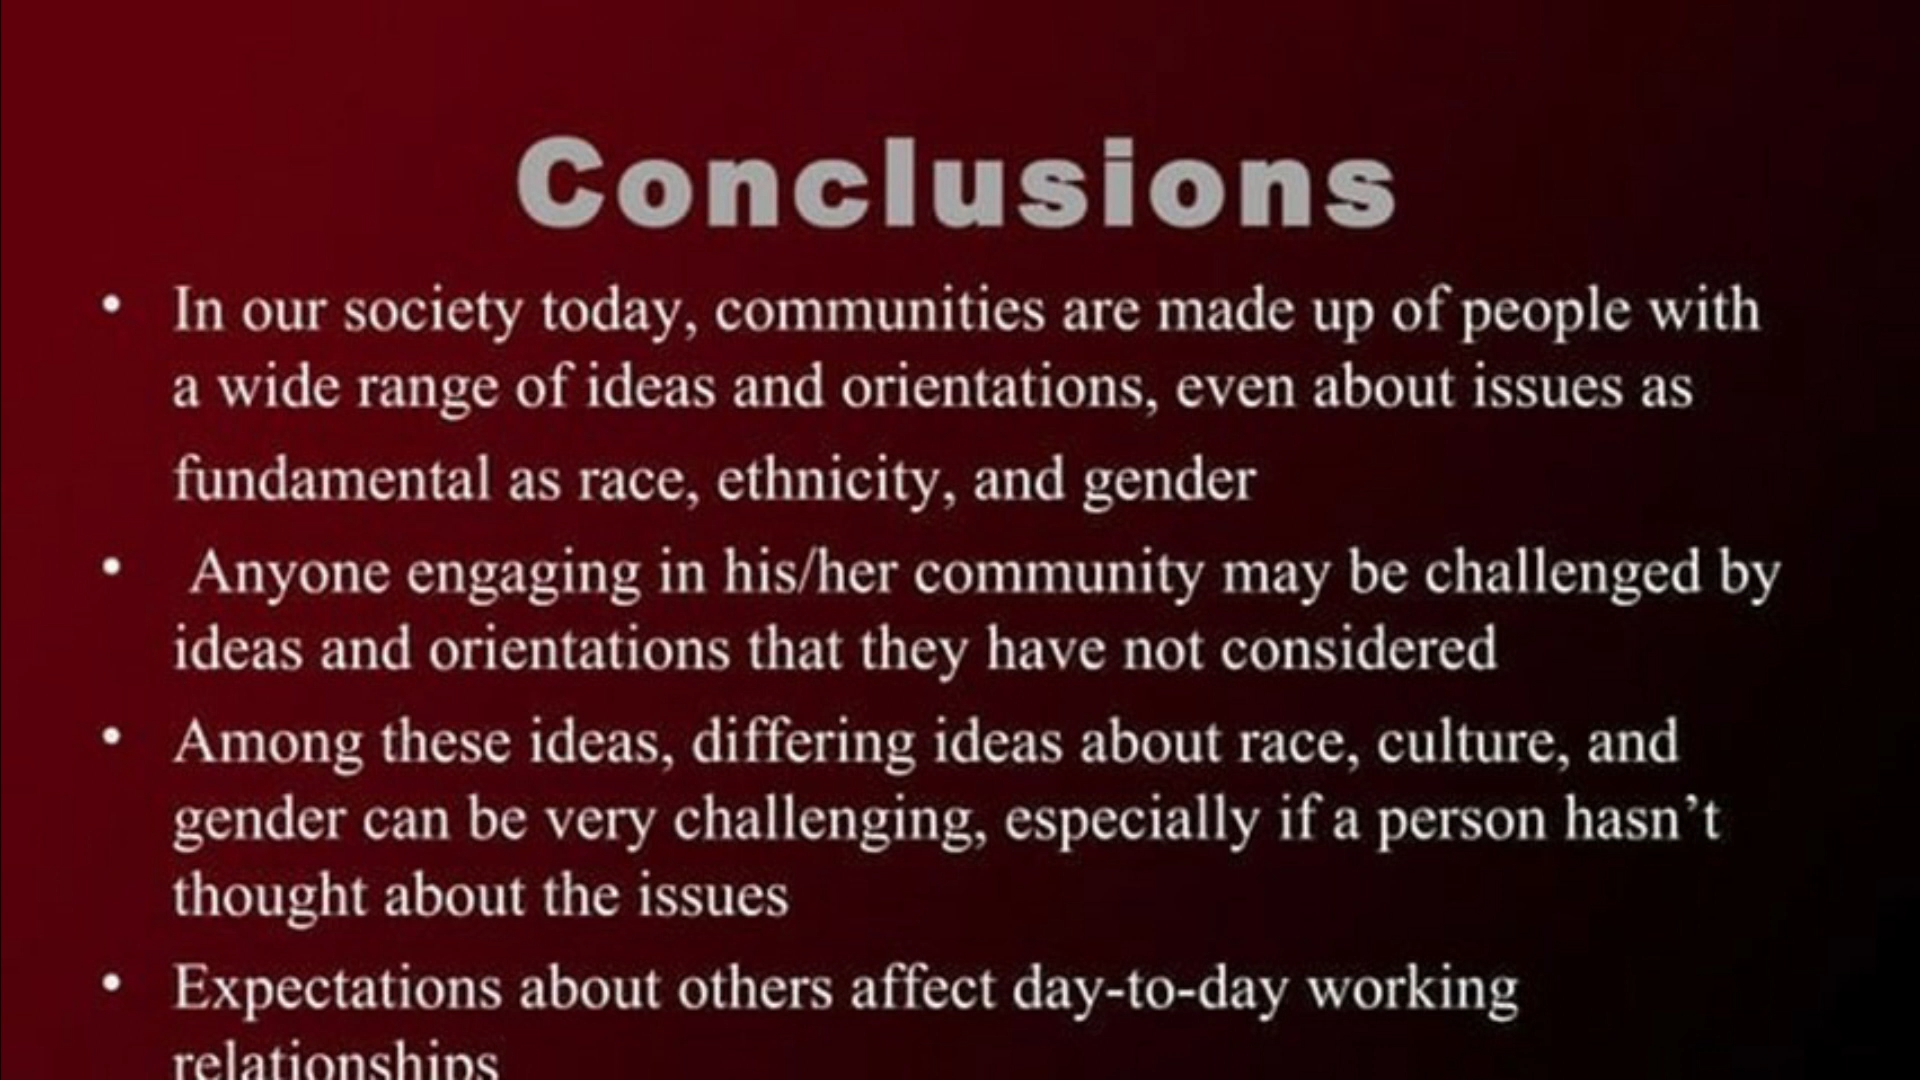 Conclusions
• In our society today, communities are made up of people with
a wide range of ideas and orientations, even about issues as
fundamental as race, ethnicity, and gender
• Anyone engaging in his/her community may be challenged by
ideas and orientations that they have not considered
• Among these ideas, differing ideas about race, culture, and
gender can be very challenging, especially if a person hasn’t
thought about the issues
• Expectations about others affect day-to-day working
relationships